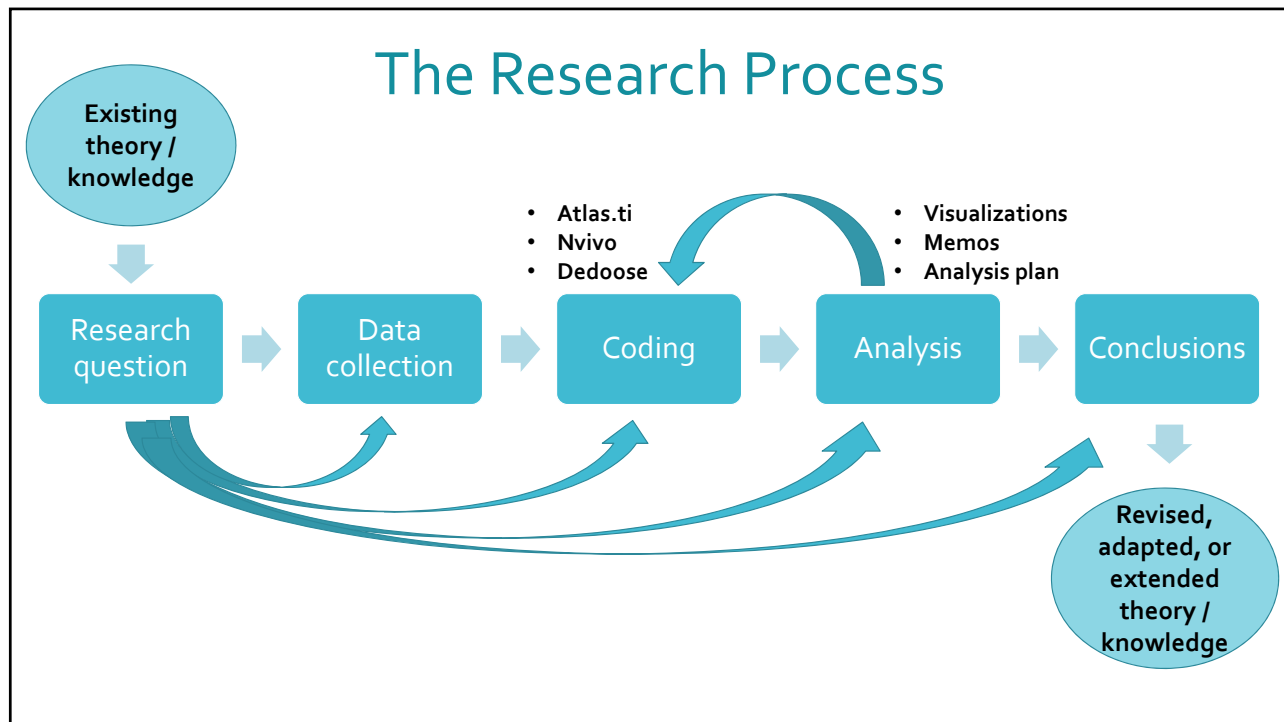 The Research Process
Existing
theory /
knowledge
• Atlas.ti
• Nvivo
• Dedoose
• Visualizations
• Memos
• Analysis plan
Research
question
Data
collection
Coding
Analysis
Conclusions
Revised,
adapted, or
extended
theory /
knowledge